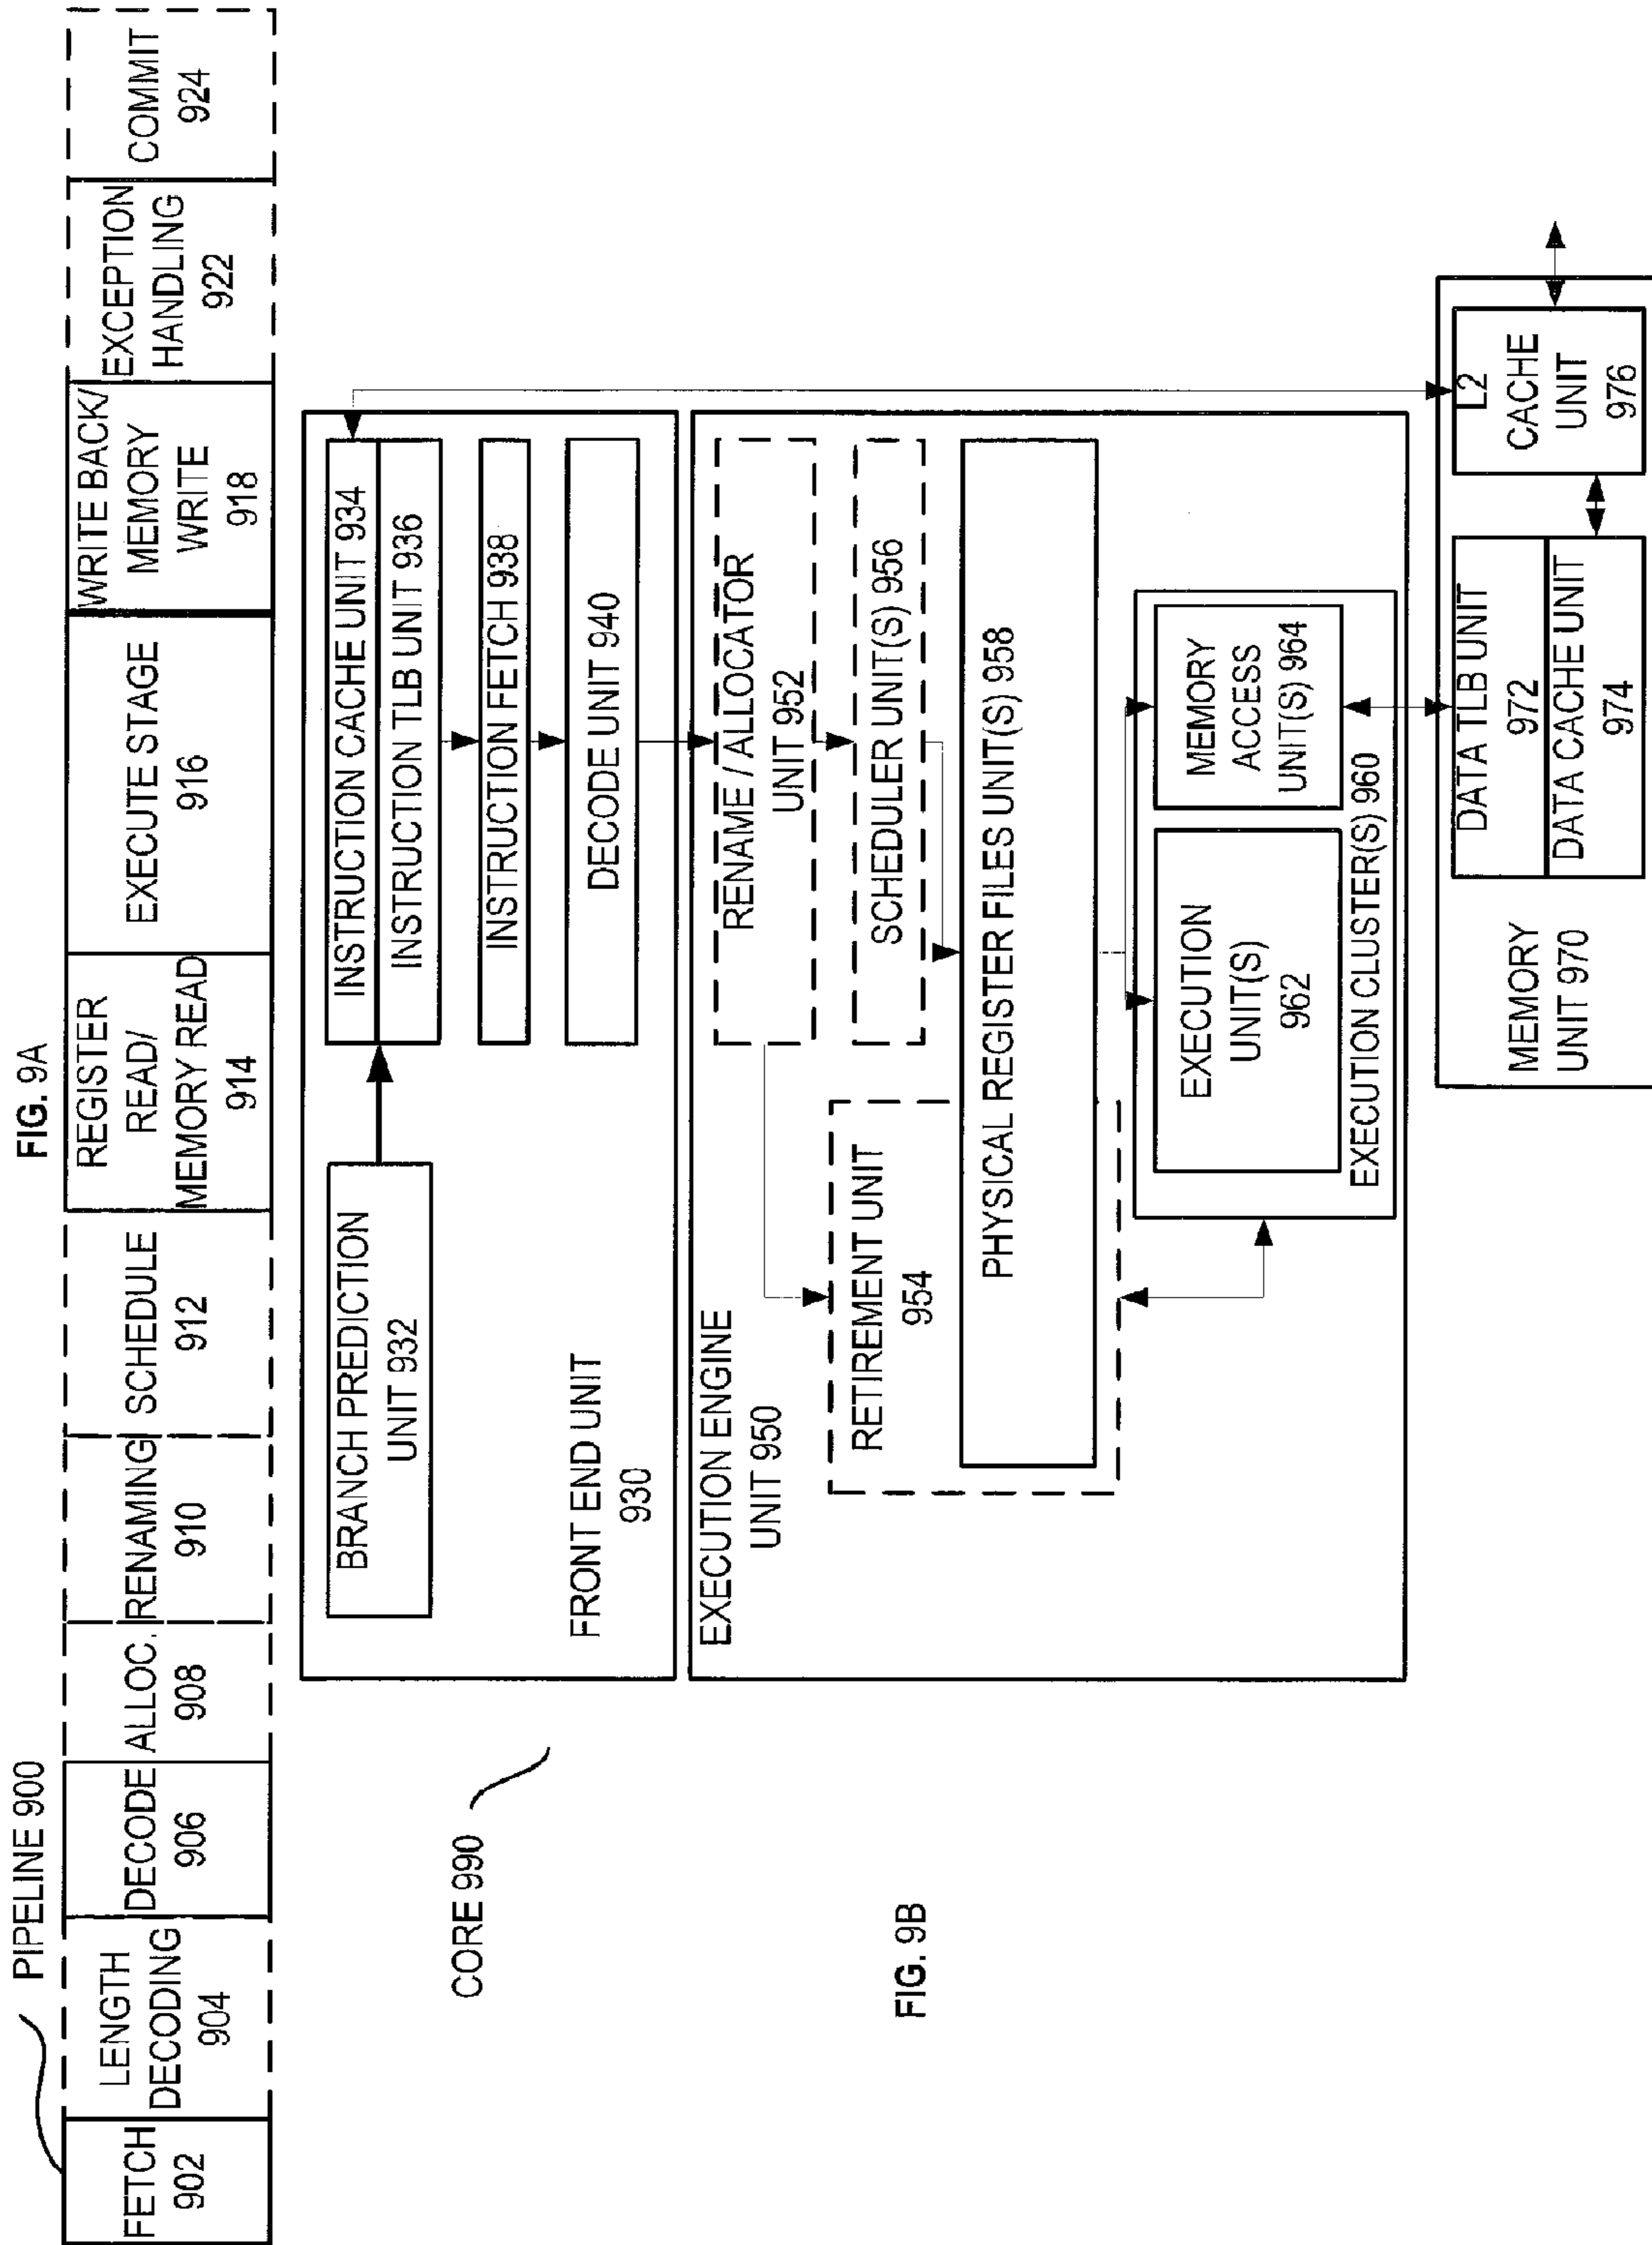 FIG. 9A
PIPELINE 900
FETCH
902
LENGTH
DECODING
904
DECODE
906
ALLOC.
908
RENAMING
910
SCHEDULE
912
REGISTER
READ/
MEMORY READ
914
EXECUTE STAGE
916
WRITE BACK/
MEMORY
WRITE
918
EXCEPTION
HANDLING
922
COMMIT
924
CORE 990
BRANCH PREDICTION
UNIT 932
INSTRUCTION CACHE UNIT 934
INSTRUCTION TLB UNIT 936
INSTRUCTION FETCH 938
DECODE UNIT 940
FRONT END UNIT
930
EXECUTION ENGINE
UNIT 950
RENAME / ALLOCATOR
UNIT 952
RETIREMENT UNIT
954
SCHEDULER UNIT(S) 956
PHYSICAL REGISTER FILES UNIT(S) 958
EXECUTION
UNIT(S)
962
MEMORY
ACCESS
UNIT(S) 964
EXECUTION CLUSTER(S) 960
MEMORY
UNIT 970
DATA TLB UNIT
972
DATA CACHE UNIT
974
L2
CACHE
UNIT
976
FIG. 9B